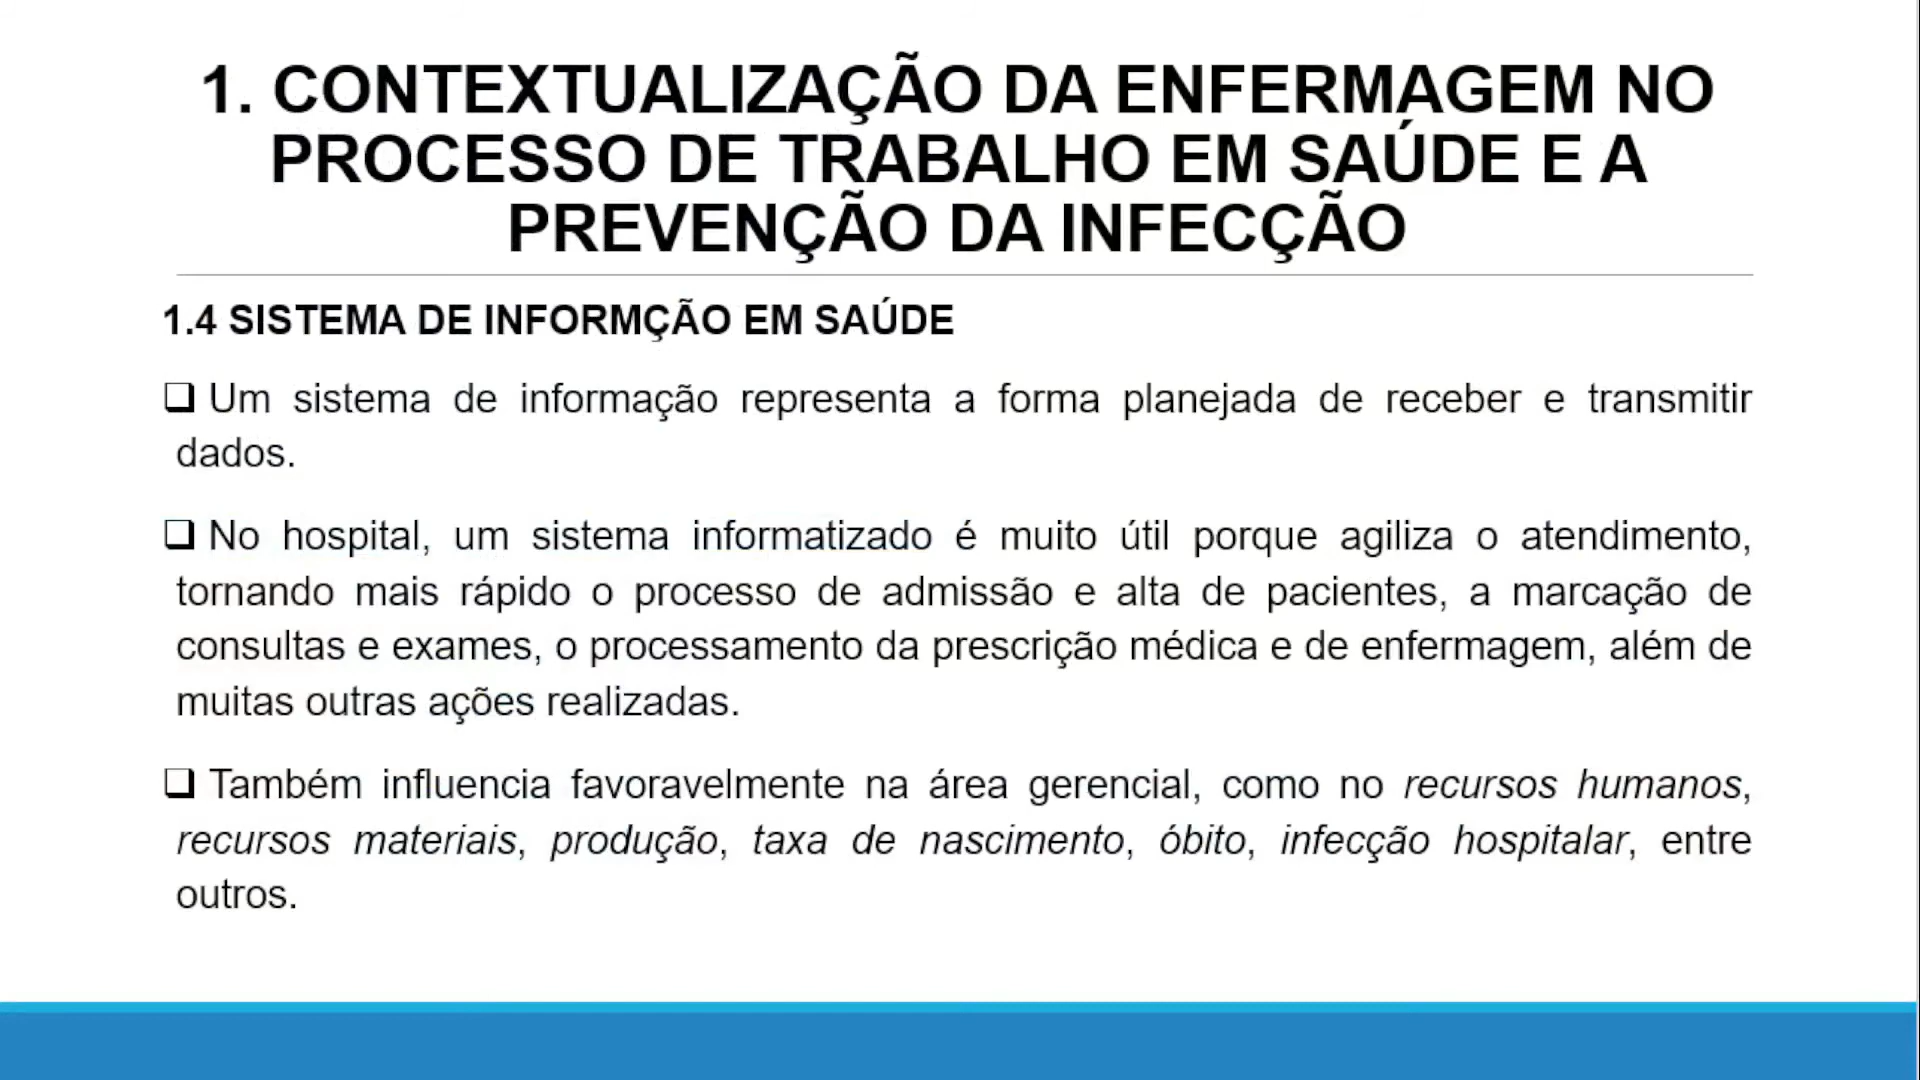 1. CONTEXTUALIZAÇÃO DA ENFERMAGEM NO
PROCESSO DE TRABALHO EM SAÚDE E A
PREVENÇÃO DA INFECÇÃO
1.4 SISTEMA DE INFORMÇÃO EM SAÚDE
❑ Um sistema de informação representa a forma planejada de receber e transmitir
dados.
❑ No hospital, um sistema informatizado é muito útil porque agiliza o atendimento,
tornando mais rápido o processo de admissão e alta de pacientes, a marcação de
consultas e exames, o processamento da prescrição médica e de enfermagem, além de
muitas outras ações realizadas.
❑ Também influencia favoravelmente na área gerencial, como no recursos humanos,
recursos materiais, produção, taxa de nascimento, óbito, infecção hospitalar, entre
outros.